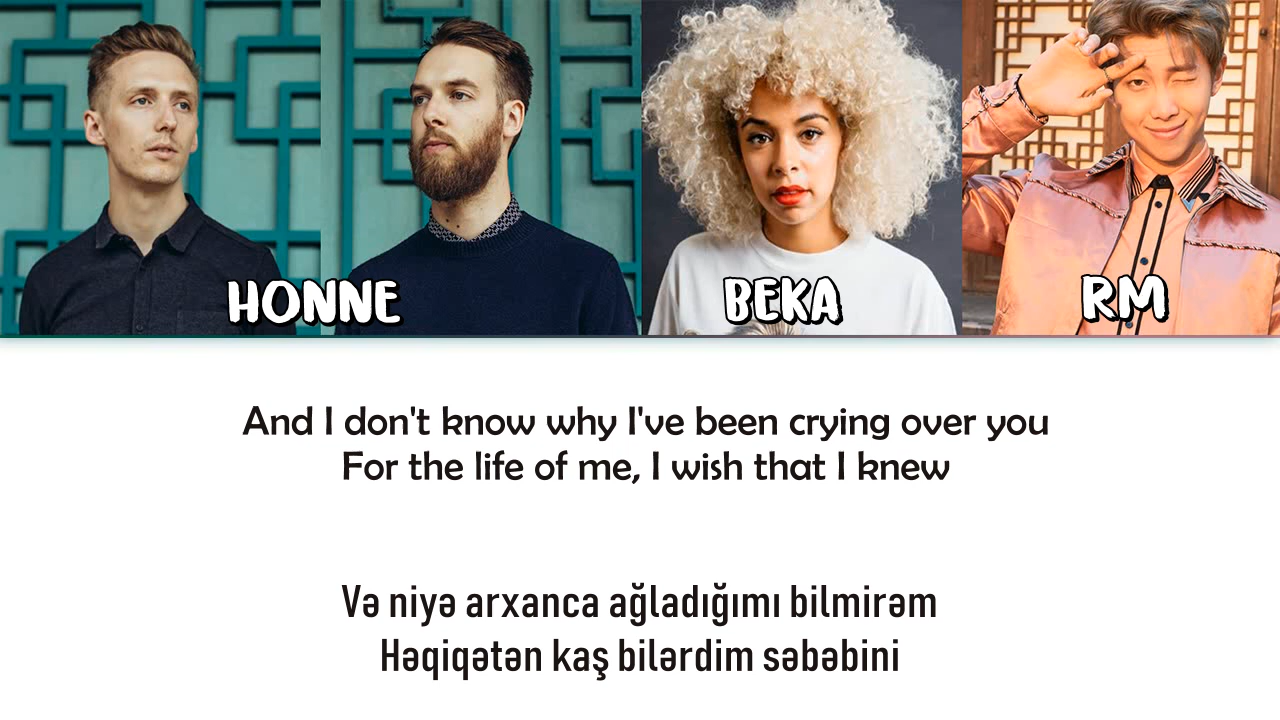 HONNE
BEKA
RM
And I don't know why I've been crying over you
For the life of me, I wish that I knew
Və niyə arxanca ağladığımı bilmirəm
Həqiqətən kaş bilərdim səbəbini